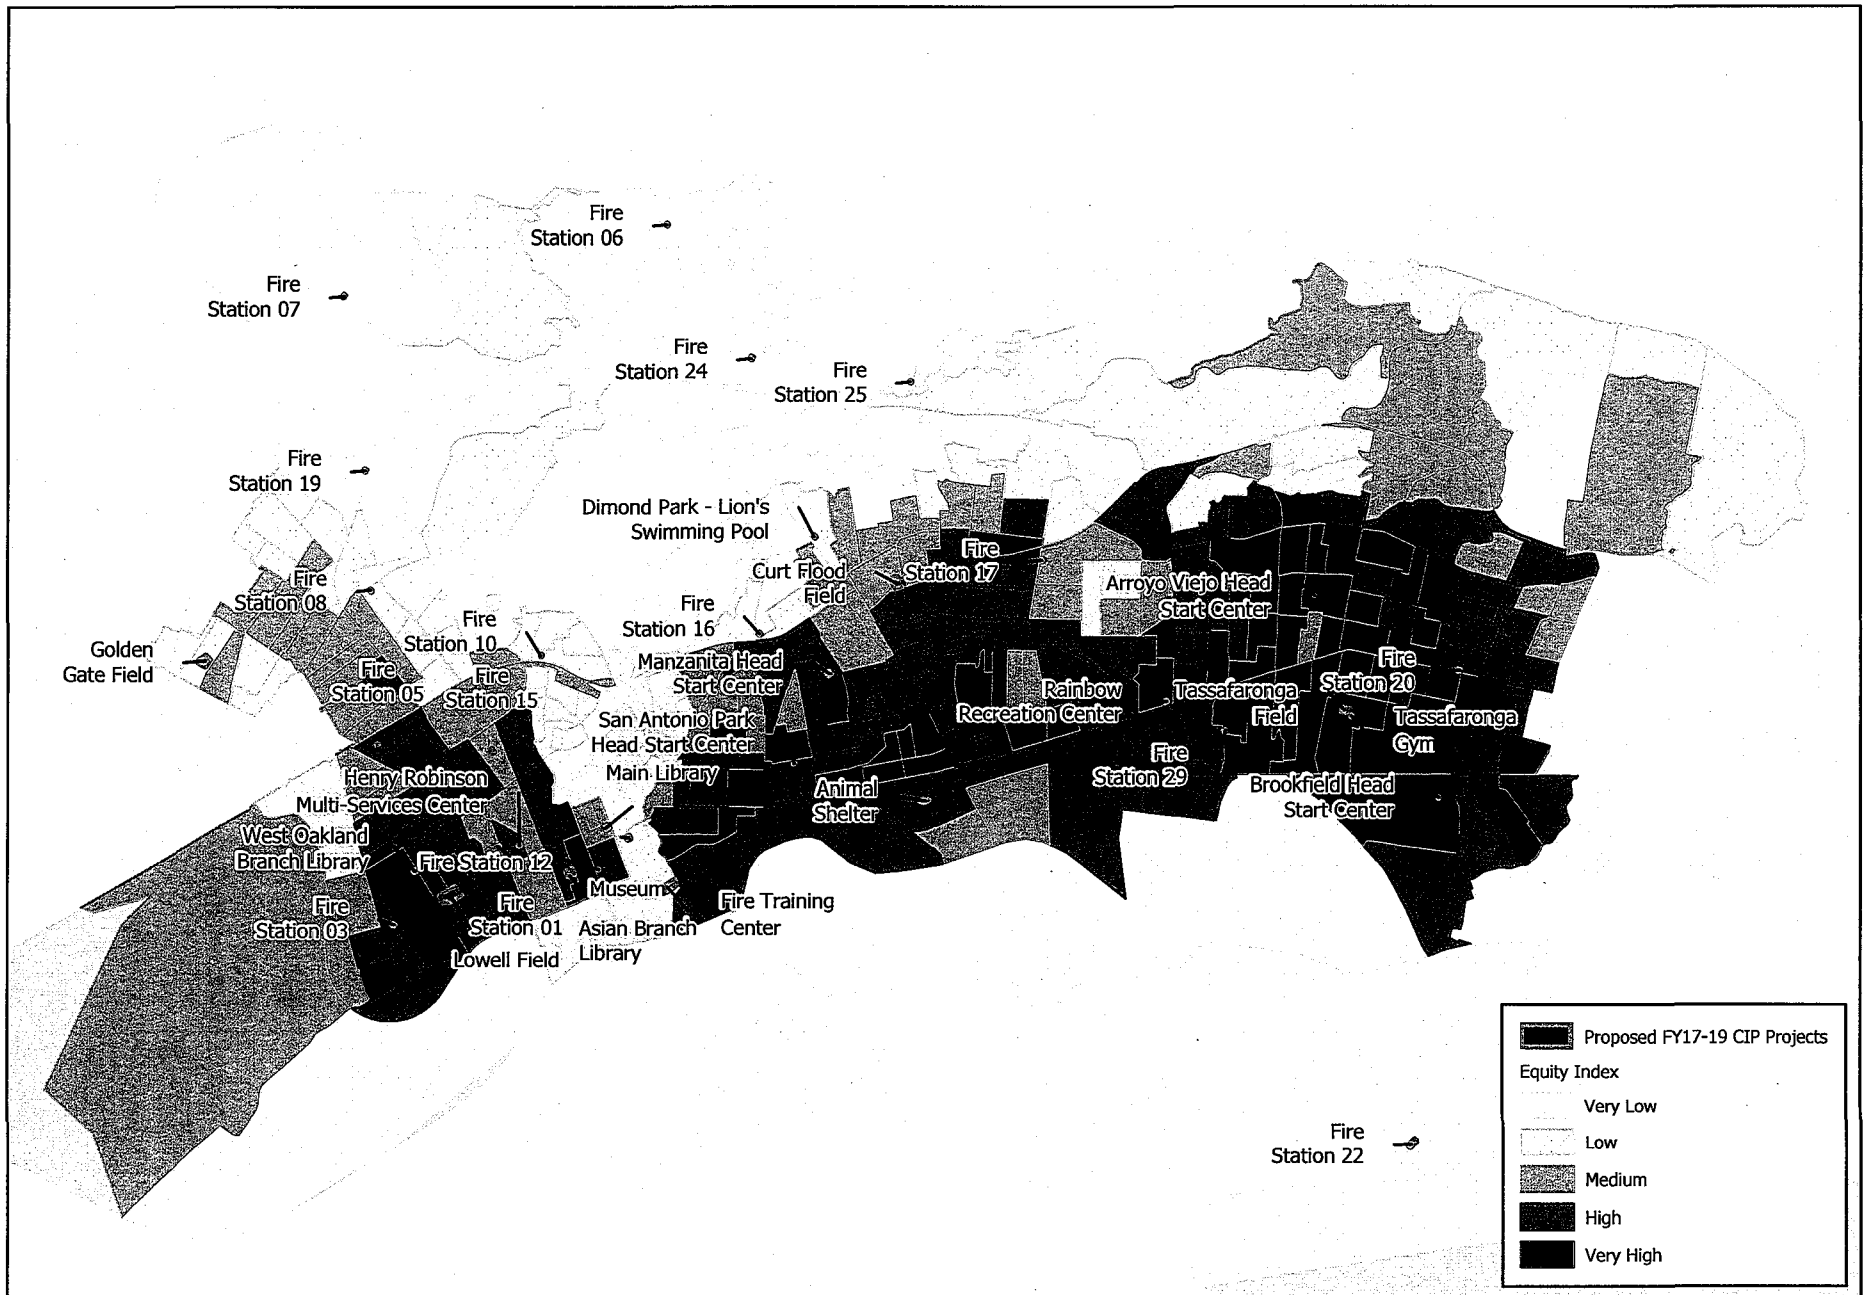 Fire
Station 06
Fire
Station 07
Fire
Station 24
Fire
Station 25
Fire
Station 19
Dimond Park - Lion's
Swimming Pool
Curt Flood
Field
Fire
Station 17
Arroyo Viejo Head
Start Center
Fire
Station 08
Fire
Station 16
Fire
Station 10
Golden
Gate Field
Fire
Station 05
Fire
Station 15
Manzanita Head
Start Center
Fire
Station 20
Rainbow
Recreation Center
Tassafaronga
Field
Tassafaronga
Gym
San Antonio Park
Head Start Center
Main Library
Fire
Station 29
Henry Robinson
Multi-Services Center
Animal
Shelter
Brookfield Head
Start Center
West Oakland
Branch Library
Fire Station 12
Museum
Fire
Station 03
Fire
Station 01
Asian Branch
Library
Fire Training
Center
Lowell Field
Fire
Station 22
Proposed FY17-19 CIP Projects
Equity Index
Very Low
Low
Medium
High
Very High